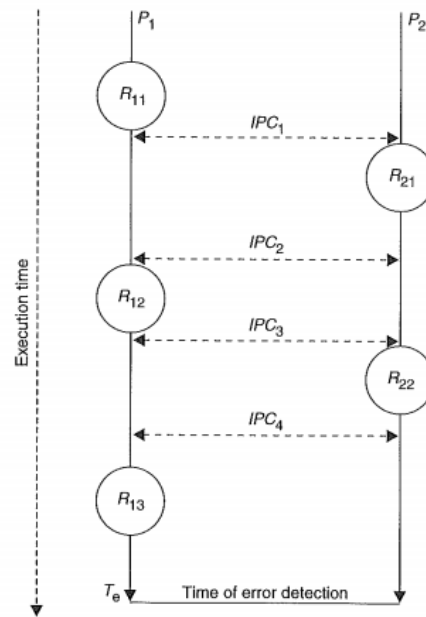 P1
P2
R11
IPC1
R21
IPC2
R12
IPC3
R22
IPC4
R13
Te
Time of error detection
Execution time